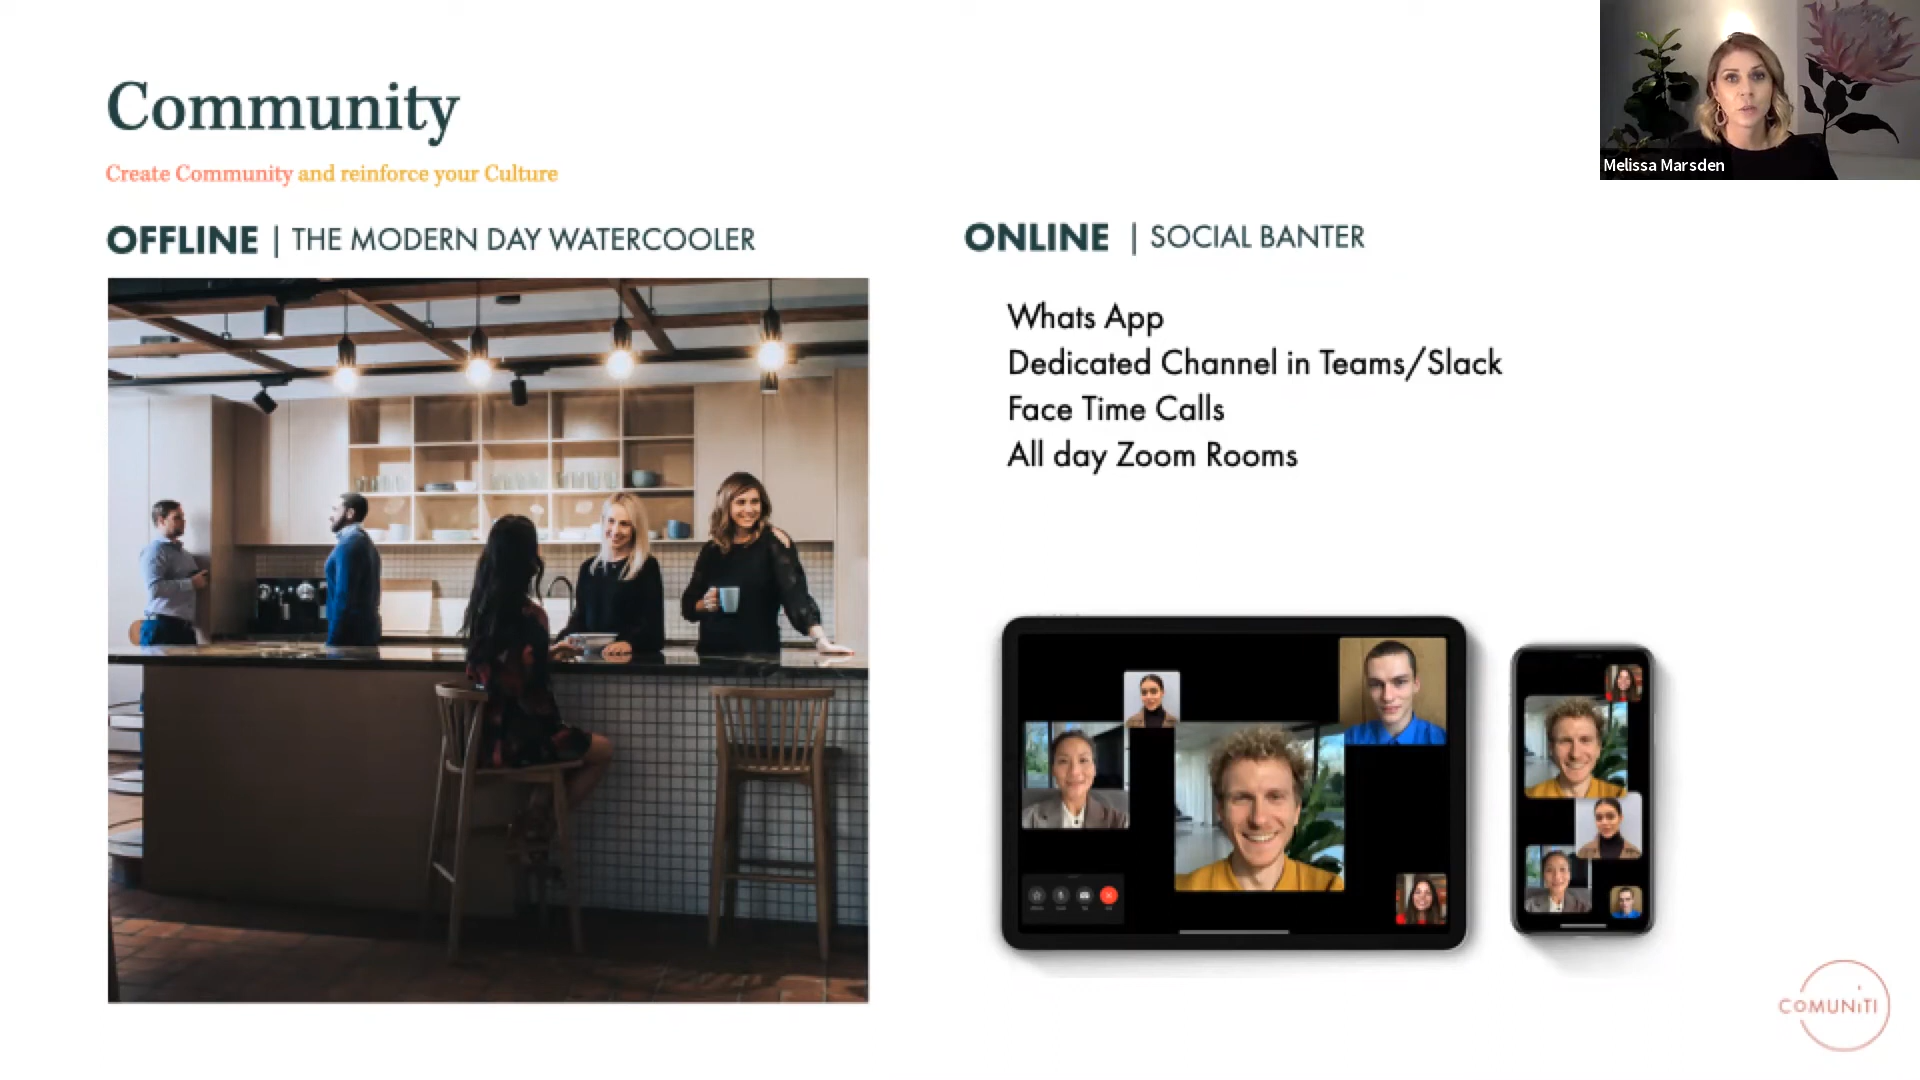 Community
Create Community and reinforce your Culture
OFFLINE | THE MODERN DAY WATERCOOLER
ONLINE | SOCIAL BANTER
Whats App
Dedicated Channel in Teams/Slack
Face Time Calls
All day Zoom Rooms
Melissa Marsden
COMUNiTI